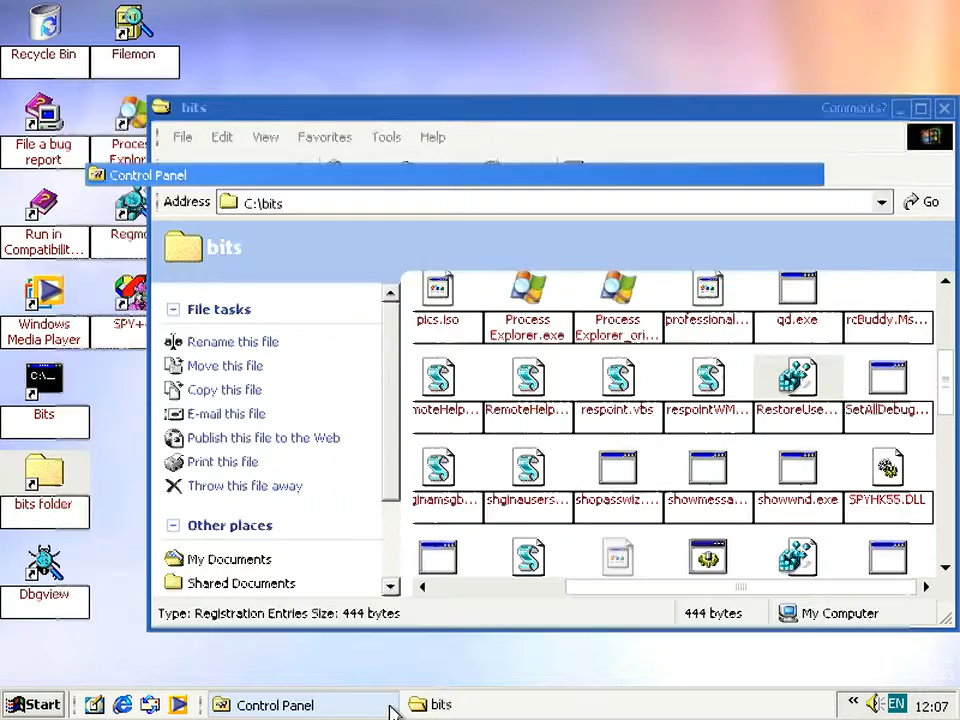 Recycle Bin
Filemon
bits
Comments?
File a bug report
Proces
Explor
File Edit View Favorites Tools Help
Control Panel
Address C:\bits Go
Run in Compatibilit...
Regmo
bits
File tasks
Rename this file
Move this file
Copy this file
E-mail this file
Publish this file to the Web
Print this file
Throw this file away
Other places
My Documents
Shared Documents
Windows Media Player
SPY+
Bits
bits folder
Dbgview
pics.iso
Process Explorer.exe
Process Explorer_ori...
professional...
qd.exe
rcBuddy.Ms...
moteHelp...
RemoteHelp...
respoint.vbs
respointWM...
RestoreUse...
SetAllDebug...
shginamsgb...
shginausers...
shopasswiz....
showmessa...
showwnd.exe
SPYHK55.DLL
Type: Registration Entries Size: 444 bytes
444 bytes
My Computer
Start
Control Panel
bits
EN
12:07